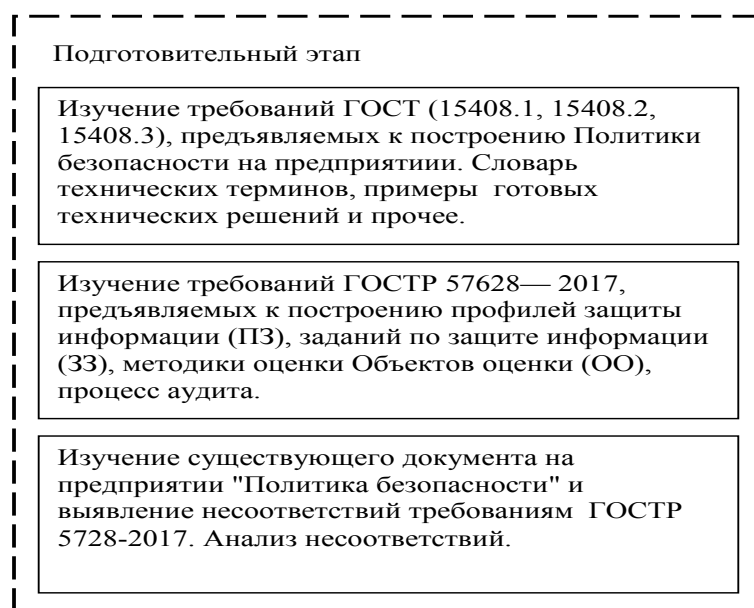 Подготовительный этап
Изучение требований ГОСТ (15408.1, 15408.2,
15408.3), предъявляемых к построению Политики
безопасности на предприятиии. Словарь
технических терминов, примеры готовых
технических решений и прочее.
Изучение требований ГОСТР 57628— 2017,
предъявляемых к построению профилей защиты
информации (ПЗ), заданий по защите информации
(ЗЗ), методики оценки Объектов оценки (ОО),
процесс аудита.
Изучение существующего документа на
предприятии "Политика безопасности" и
выявление несоответствий требованиям ГОСТР
5728-2017. Анализ несоответствий.